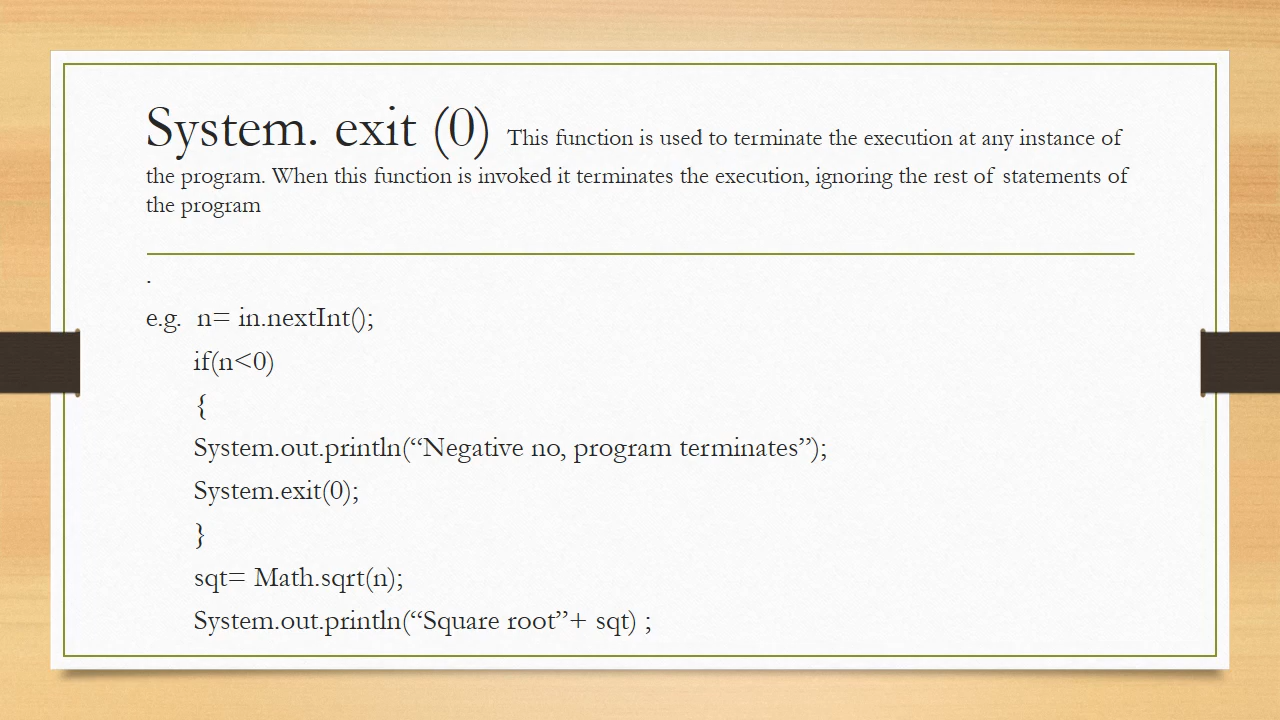 System. exit (0) This function is used to terminate the execution at any instance of
the program. When this function is invoked it terminates the execution, ignoring the rest of statements of
the program
.
e.g. n= in.nextInt();
if(n<0)
{
System.out.println(“Negative no, program terminates”);
System.exit(0);
}
sqt= Math.sqrt(n);
System.out.println(“Square root”+ sqt) ;